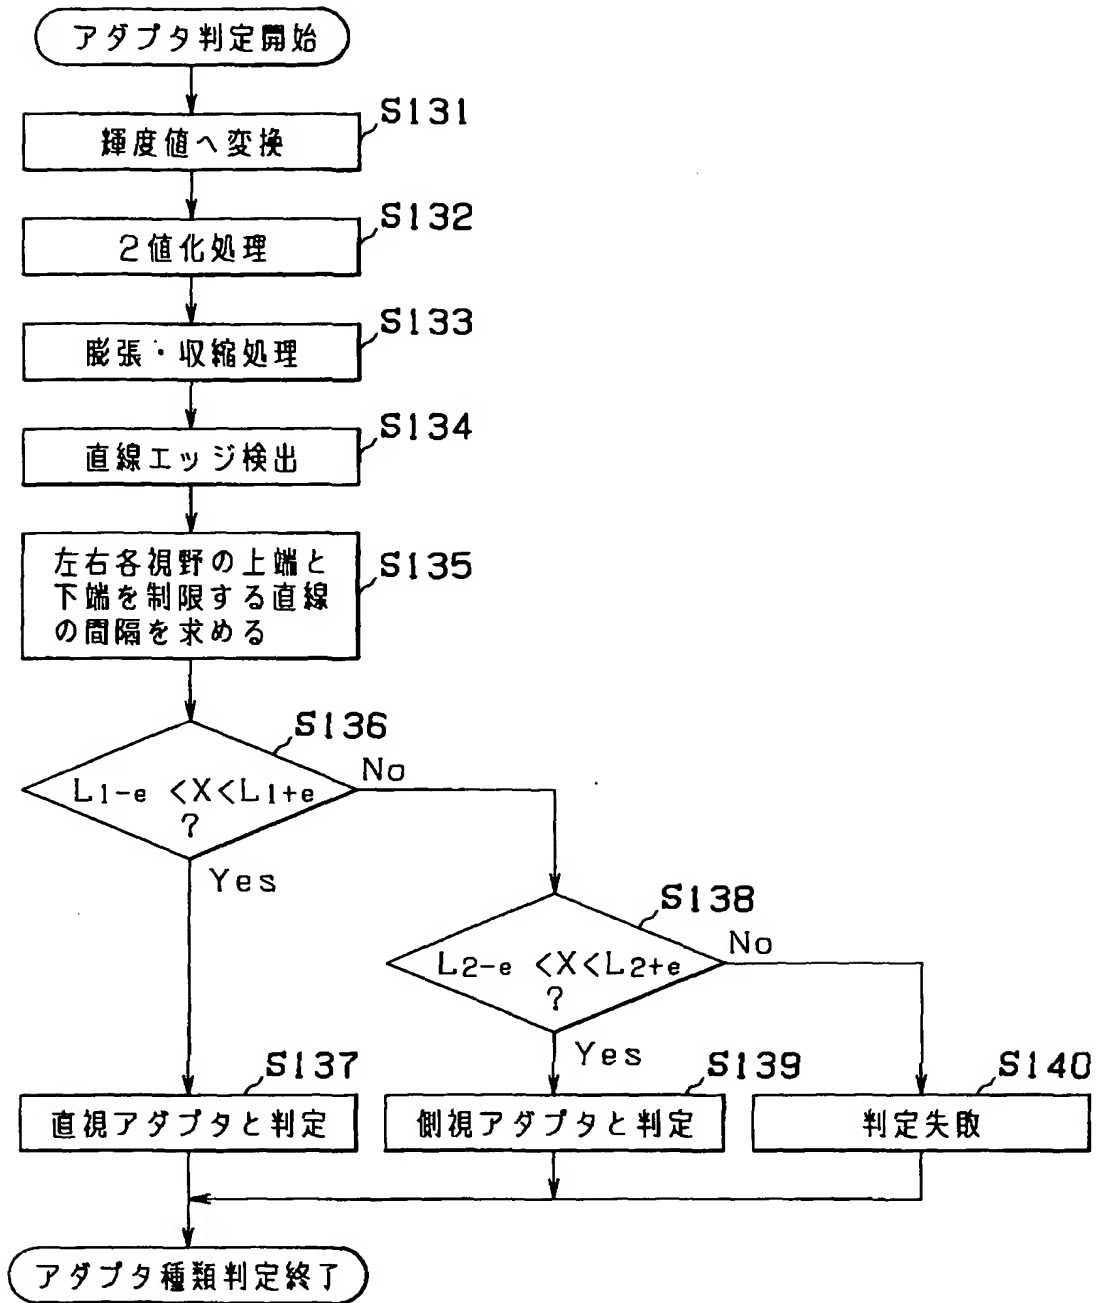 アダプタ判定開始
S131
輝度値へ変換
S132
2値化処理
S133
膨張・収縮処理
S134
直線エッジ検出
S135
左右各視野の上端と
下端を制限する直線
の間隔を求める
S136
L1-e <X<L1+e
?
No
Yes
S138
L2-e <X<L2+e
?
No
Yes
S137
直視アダプタと判定
S139
側視アダプタと判定
S140
判定失敗
アダプタ種類判定終了